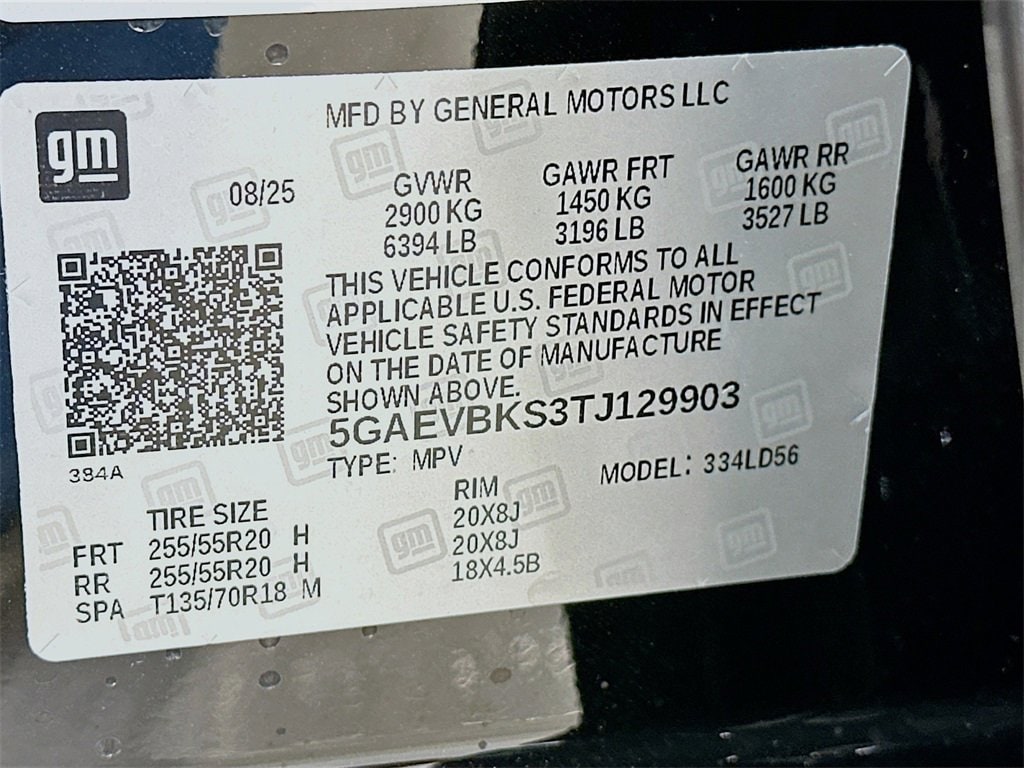 gm
MFD BY GENERAL MOTORS LLC
08/25
GVWR GAWR FRT GAWR RR
2900 KG 1450 KG 1600 KG
6394 LB 3196 LB 3527 LB
THIS VEHICLE CONFORMS TO ALL
APPLICABLE U.S. FEDERAL MOTOR
VEHICLE SAFETY STANDARDS IN EFFECT
ON THE DATE OF MANUFACTURE
SHOWN ABOVE.
5GAEVBKS3TJ129903
384A
TYPE: MPV MODEL: 334LD56
TIRE SIZE RIM
FRT 255/55R20 H 20X8J
RR 255/55R20 H 20X8J
SPA T135/70R18 M 18X4.5B